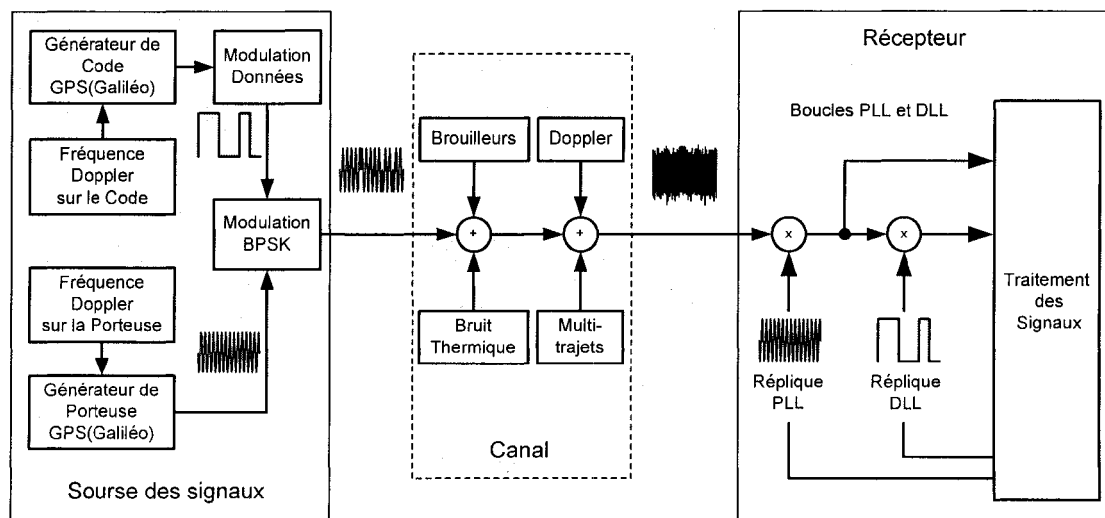 Générateur de
Code
GPS(Galiléo)
Modulation
Données
Fréquence
Doppler
sur le Code
Modulation
BPSK
Fréquence
Doppler
sur la Porteuse
Générateur de
Porteuse
GPS(Galiléo)
Sourse des signaux
Brouilleurs
Doppler
+
+
Bruit
Thermique
Multi-
trajets
Canal
Récepteur
Boucles PLL et DLL
x
x
Réplique
PLL
Réplique
DLL
Traitement
des
Signaux